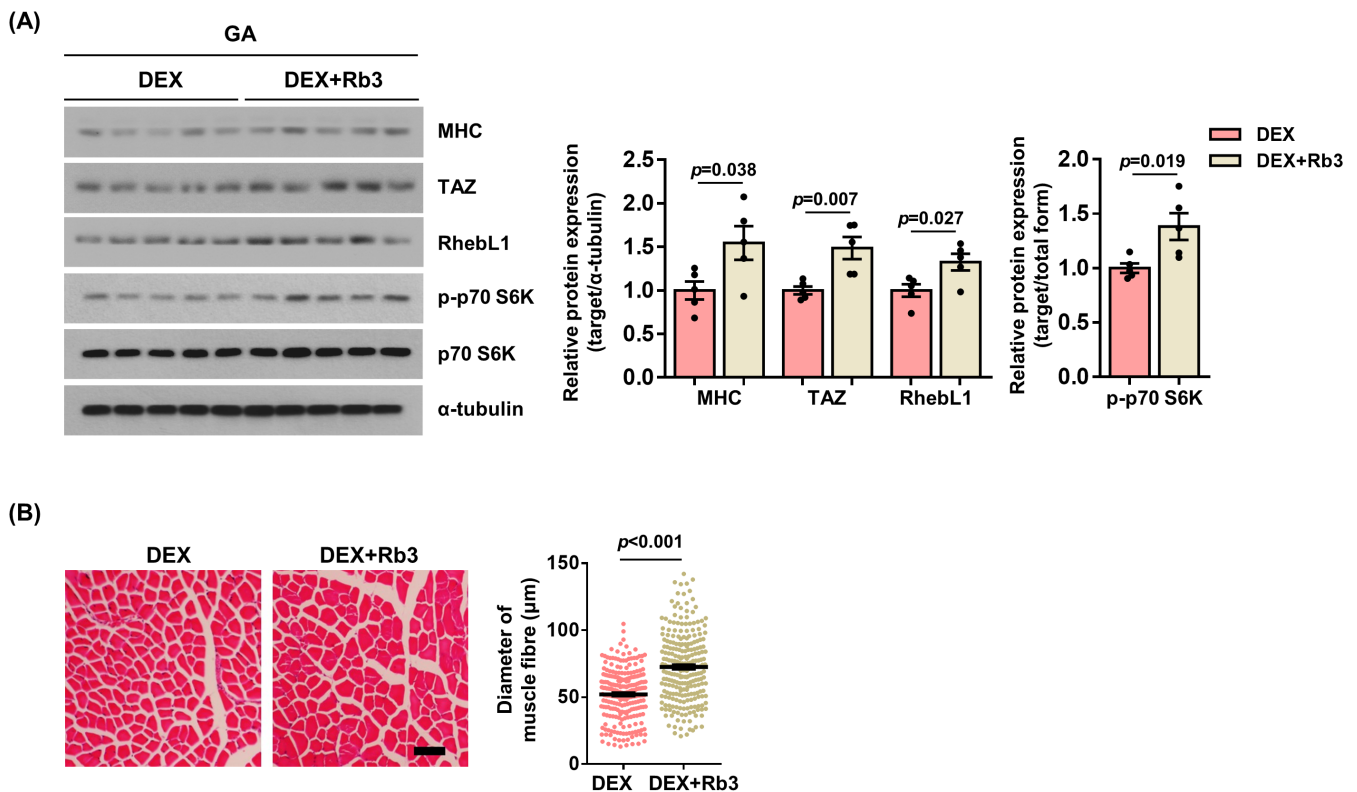 (A)
GA
DEX
DEX+Rb3
MHC
TAZ
RhebL1
p-p70 S6K
p70 S6K
α-tubulin
Relative protein expression
(target/α-tubulin)
2.5
2.0
1.5
1.0
0.5
0.0
p=0.038
p=0.007
p=0.027
MHC
TAZ
RhebL1
Relative protein expression
(target/total form)
2.0
1.5
1.0
0.5
0.0
p=0.019
p-p70 S6K
DEX
DEX+Rb3
(B)
DEX
DEX+Rb3
Diameter of
muscle fibre (μm)
150
100
50
0
p<0.001
DEX
DEX+Rb3